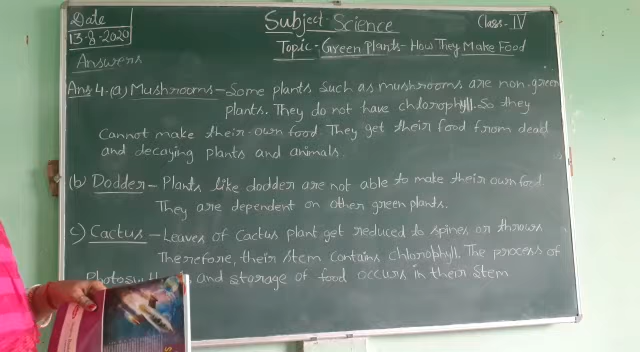 Date
13-8-2020
Subject-Science
Class-IV
Topic-Green Plants-How They Make Food
Answers
Ans 4.(a) Mushrooms-Some plants such as mushrooms are non-green
plants. They do not have chlorophyll. So they
cannot make their own food. They get their food from dead
and decaying plants and animals.
(b) Dodder-Plants like dodder are not able to make their own food.
They are dependent on other green plants.
c) Cactus-Leaves of Cactus plant get reduced to spines or
Therefore, their stem contains chlorophyll. The process of
and storage of food occurs in their stem